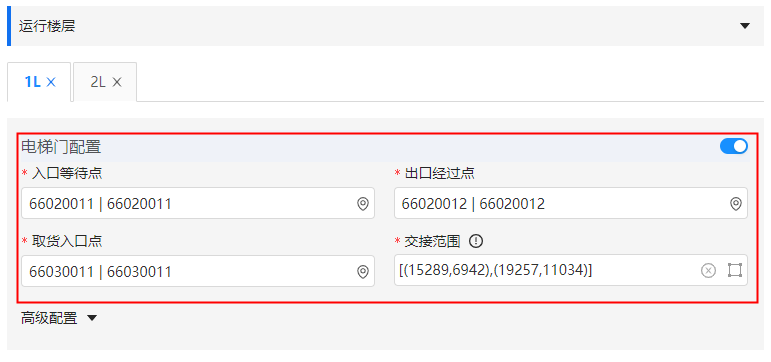 运行楼层
1L 2L
电梯门配置
* 入口等待点 * 出口经过点
66020011 | 66020011 66020012 | 66020012
* 取货入口点 * 交接范围
66030011 | 66030011 [(15289,6942),(19257,11034)]
高级配置